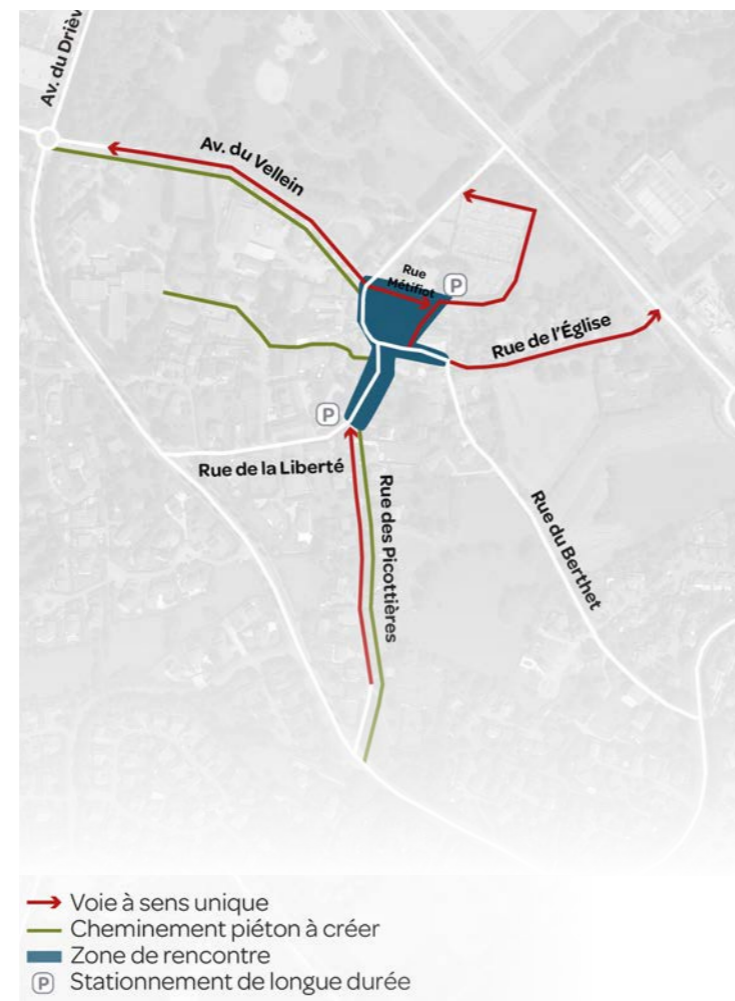 Av. du Drièv
Av. du Vellein
Rue
Métifiot
P
Rue de l'Église
P
Rue de la Liberté
Rue des Picottières
Rue du Berthet
Voie à sens unique
Cheminement piéton à créer
Zone de rencontre
P Stationnement de longue durée